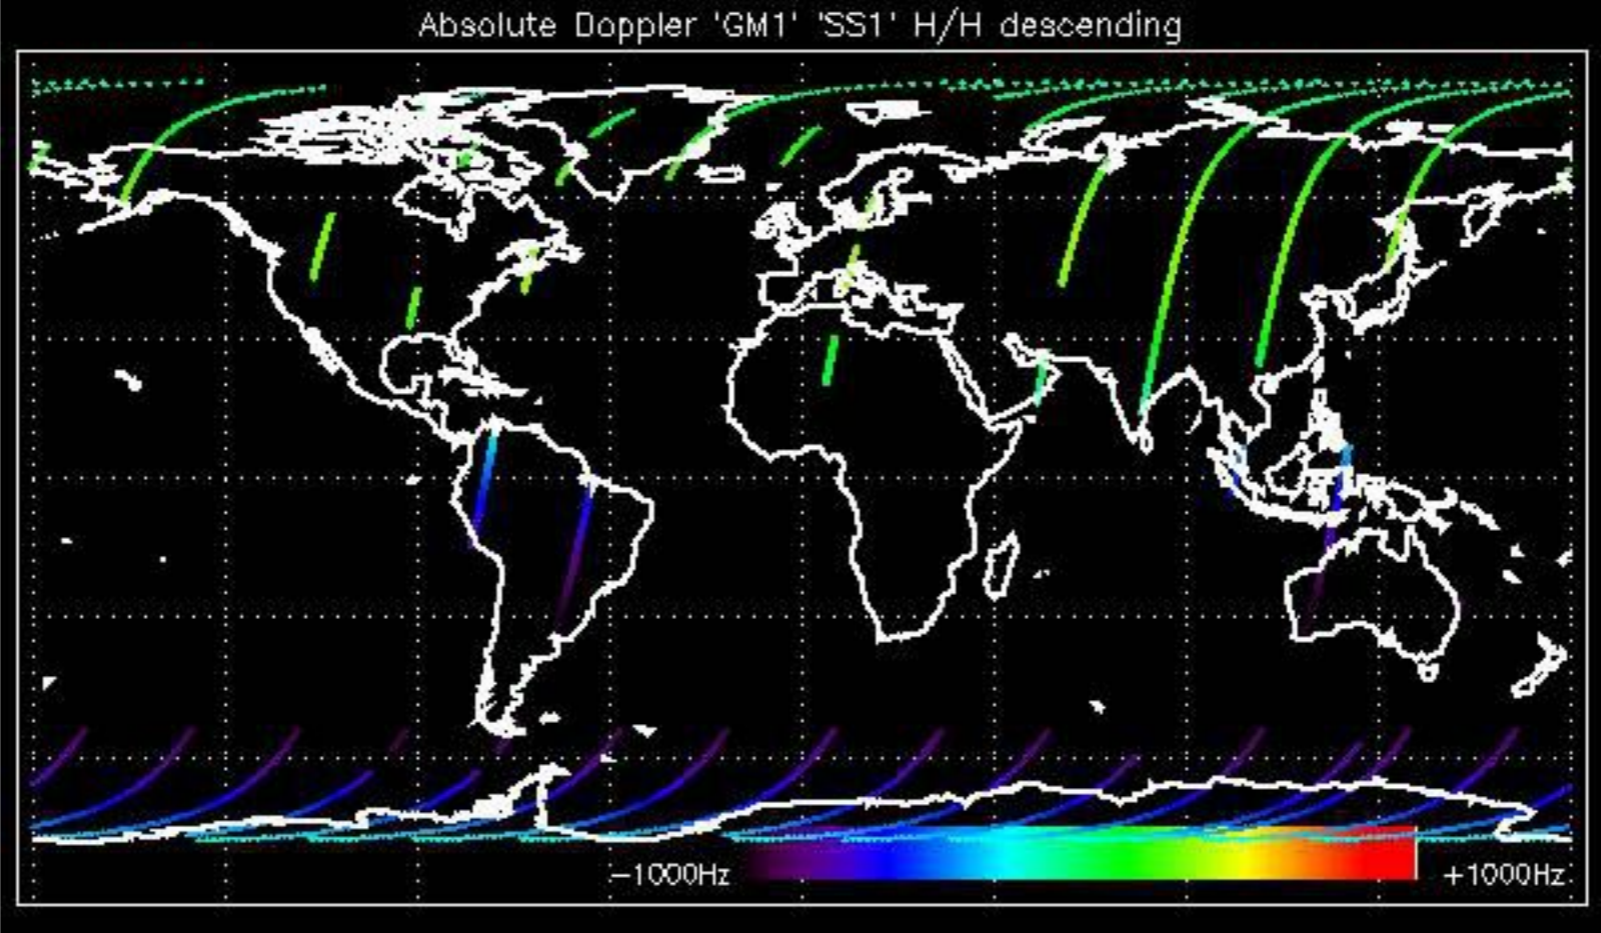 Absolute Doppler 'GM1' 'SS1' H/H descending
−1000Hz +1000Hz